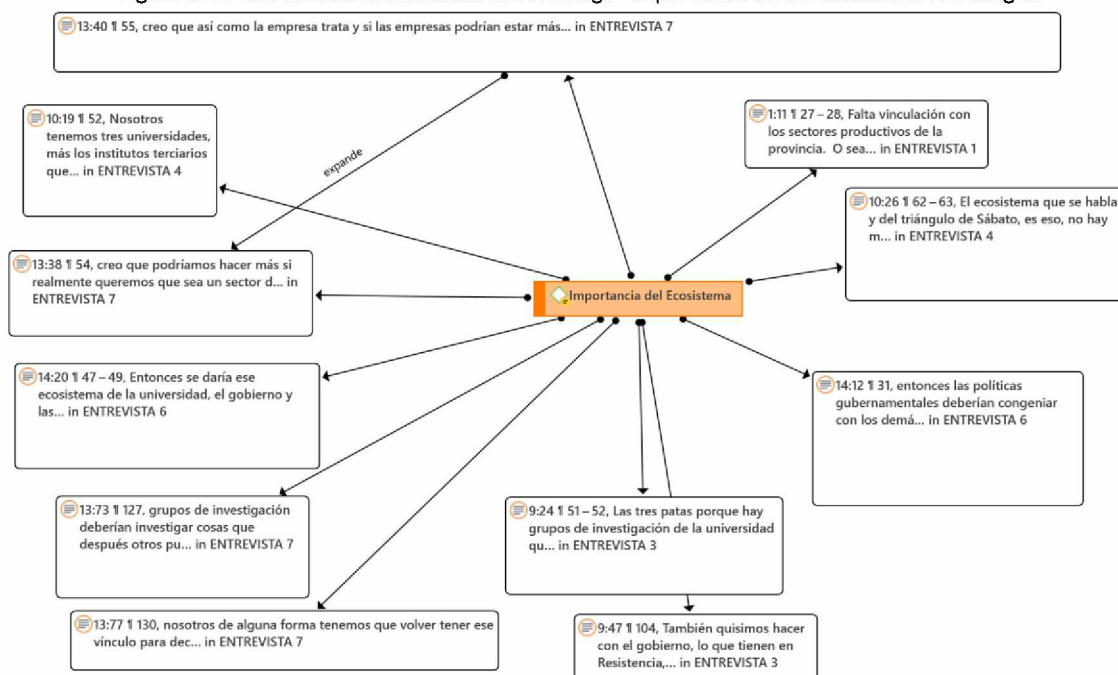 13:40 ¶ 55, creo que así como la empresa trata y si las empresas podrían estar más... in ENTREVISTA 7
10:19 ¶ 52, Nosotros
tenemos tres universidades,
más los institutos terciarios
que... in ENTREVISTA 4
expande
1:11 ¶ 27 – 28, Falta vinculación con
los sectores productivos de la
provincia. O sea... in ENTREVISTA 1
10:26 ¶ 62 – 63, El ecosistema que se habla
y del triángulo de Sábato, es eso, no hay
m... in ENTREVISTA 4
13:38 ¶ 54, creo que podríamos hacer más si
realmente queremos que sea un sector d... in
ENTREVISTA 7
Importancia del Ecosistema
14:20 ¶ 47 – 49, Entonces se daría ese
ecosistema de la universidad, el gobierno y
las... in ENTREVISTA 6
14:12 ¶ 31, entonces las políticas
gubernamentales deberían congeniar
con los demá... in ENTREVISTA 6
13:73 ¶ 127, grupos de investigación
deberían investigar cosas que
después otros pu... in ENTREVISTA 7
9:24 ¶ 51 – 52, Las tres patas porque hay
grupos de investigación de la universidad
qu... in ENTREVISTA 3
13:77 ¶ 130, nosotros de alguna forma
tenemos que volver tener ese
vínculo para dec... in ENTREVISTA 7
9:47 ¶ 104, También quisimos hacer
con el gobierno, lo que tienen en
Resistencia,... in ENTREVISTA 3